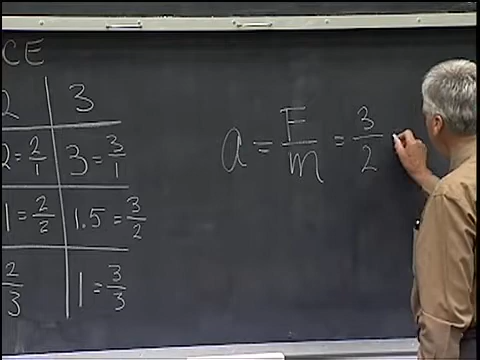 CE
2 3
2 = 2/1 3 = 3/1
1 = 2/2 1.5 = 3/2
2/3 1 = 3/3
a = F/m = 3/2